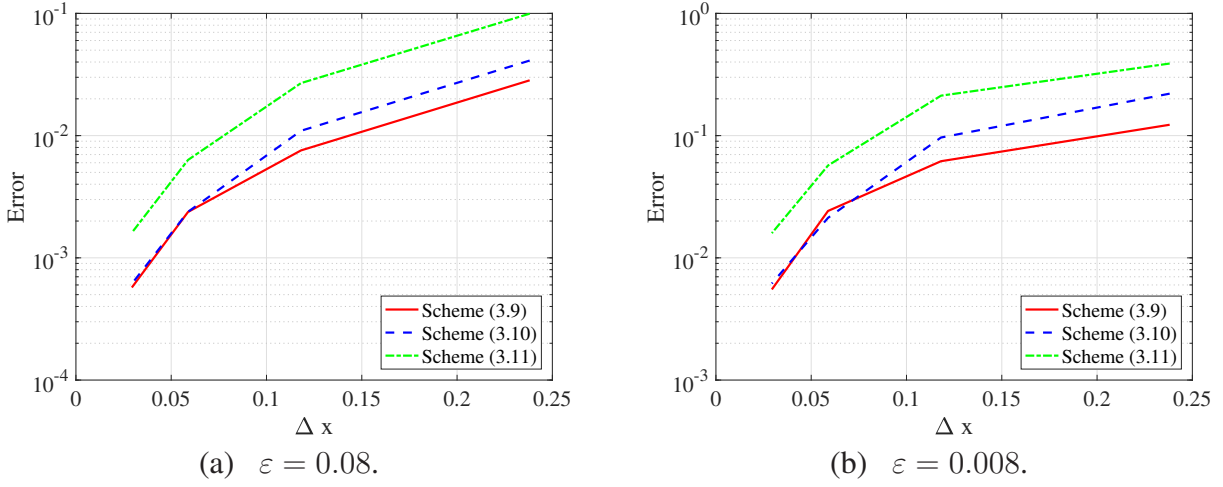 10^{-1}
10^{-2}
10^{-3}
10^{-4}
Error
0
0.05
0.1
0.15
0.2
0.25
Δ x
Scheme (3.9)
Scheme (3.10)
Scheme (3.11)
(a) ε = 0.08.
10^{0}
10^{-1}
10^{-2}
10^{-3}
Error
0
0.05
0.1
0.15
0.2
0.25
Δ x
Scheme (3.9)
Scheme (3.10)
Scheme (3.11)
(b) ε = 0.008.